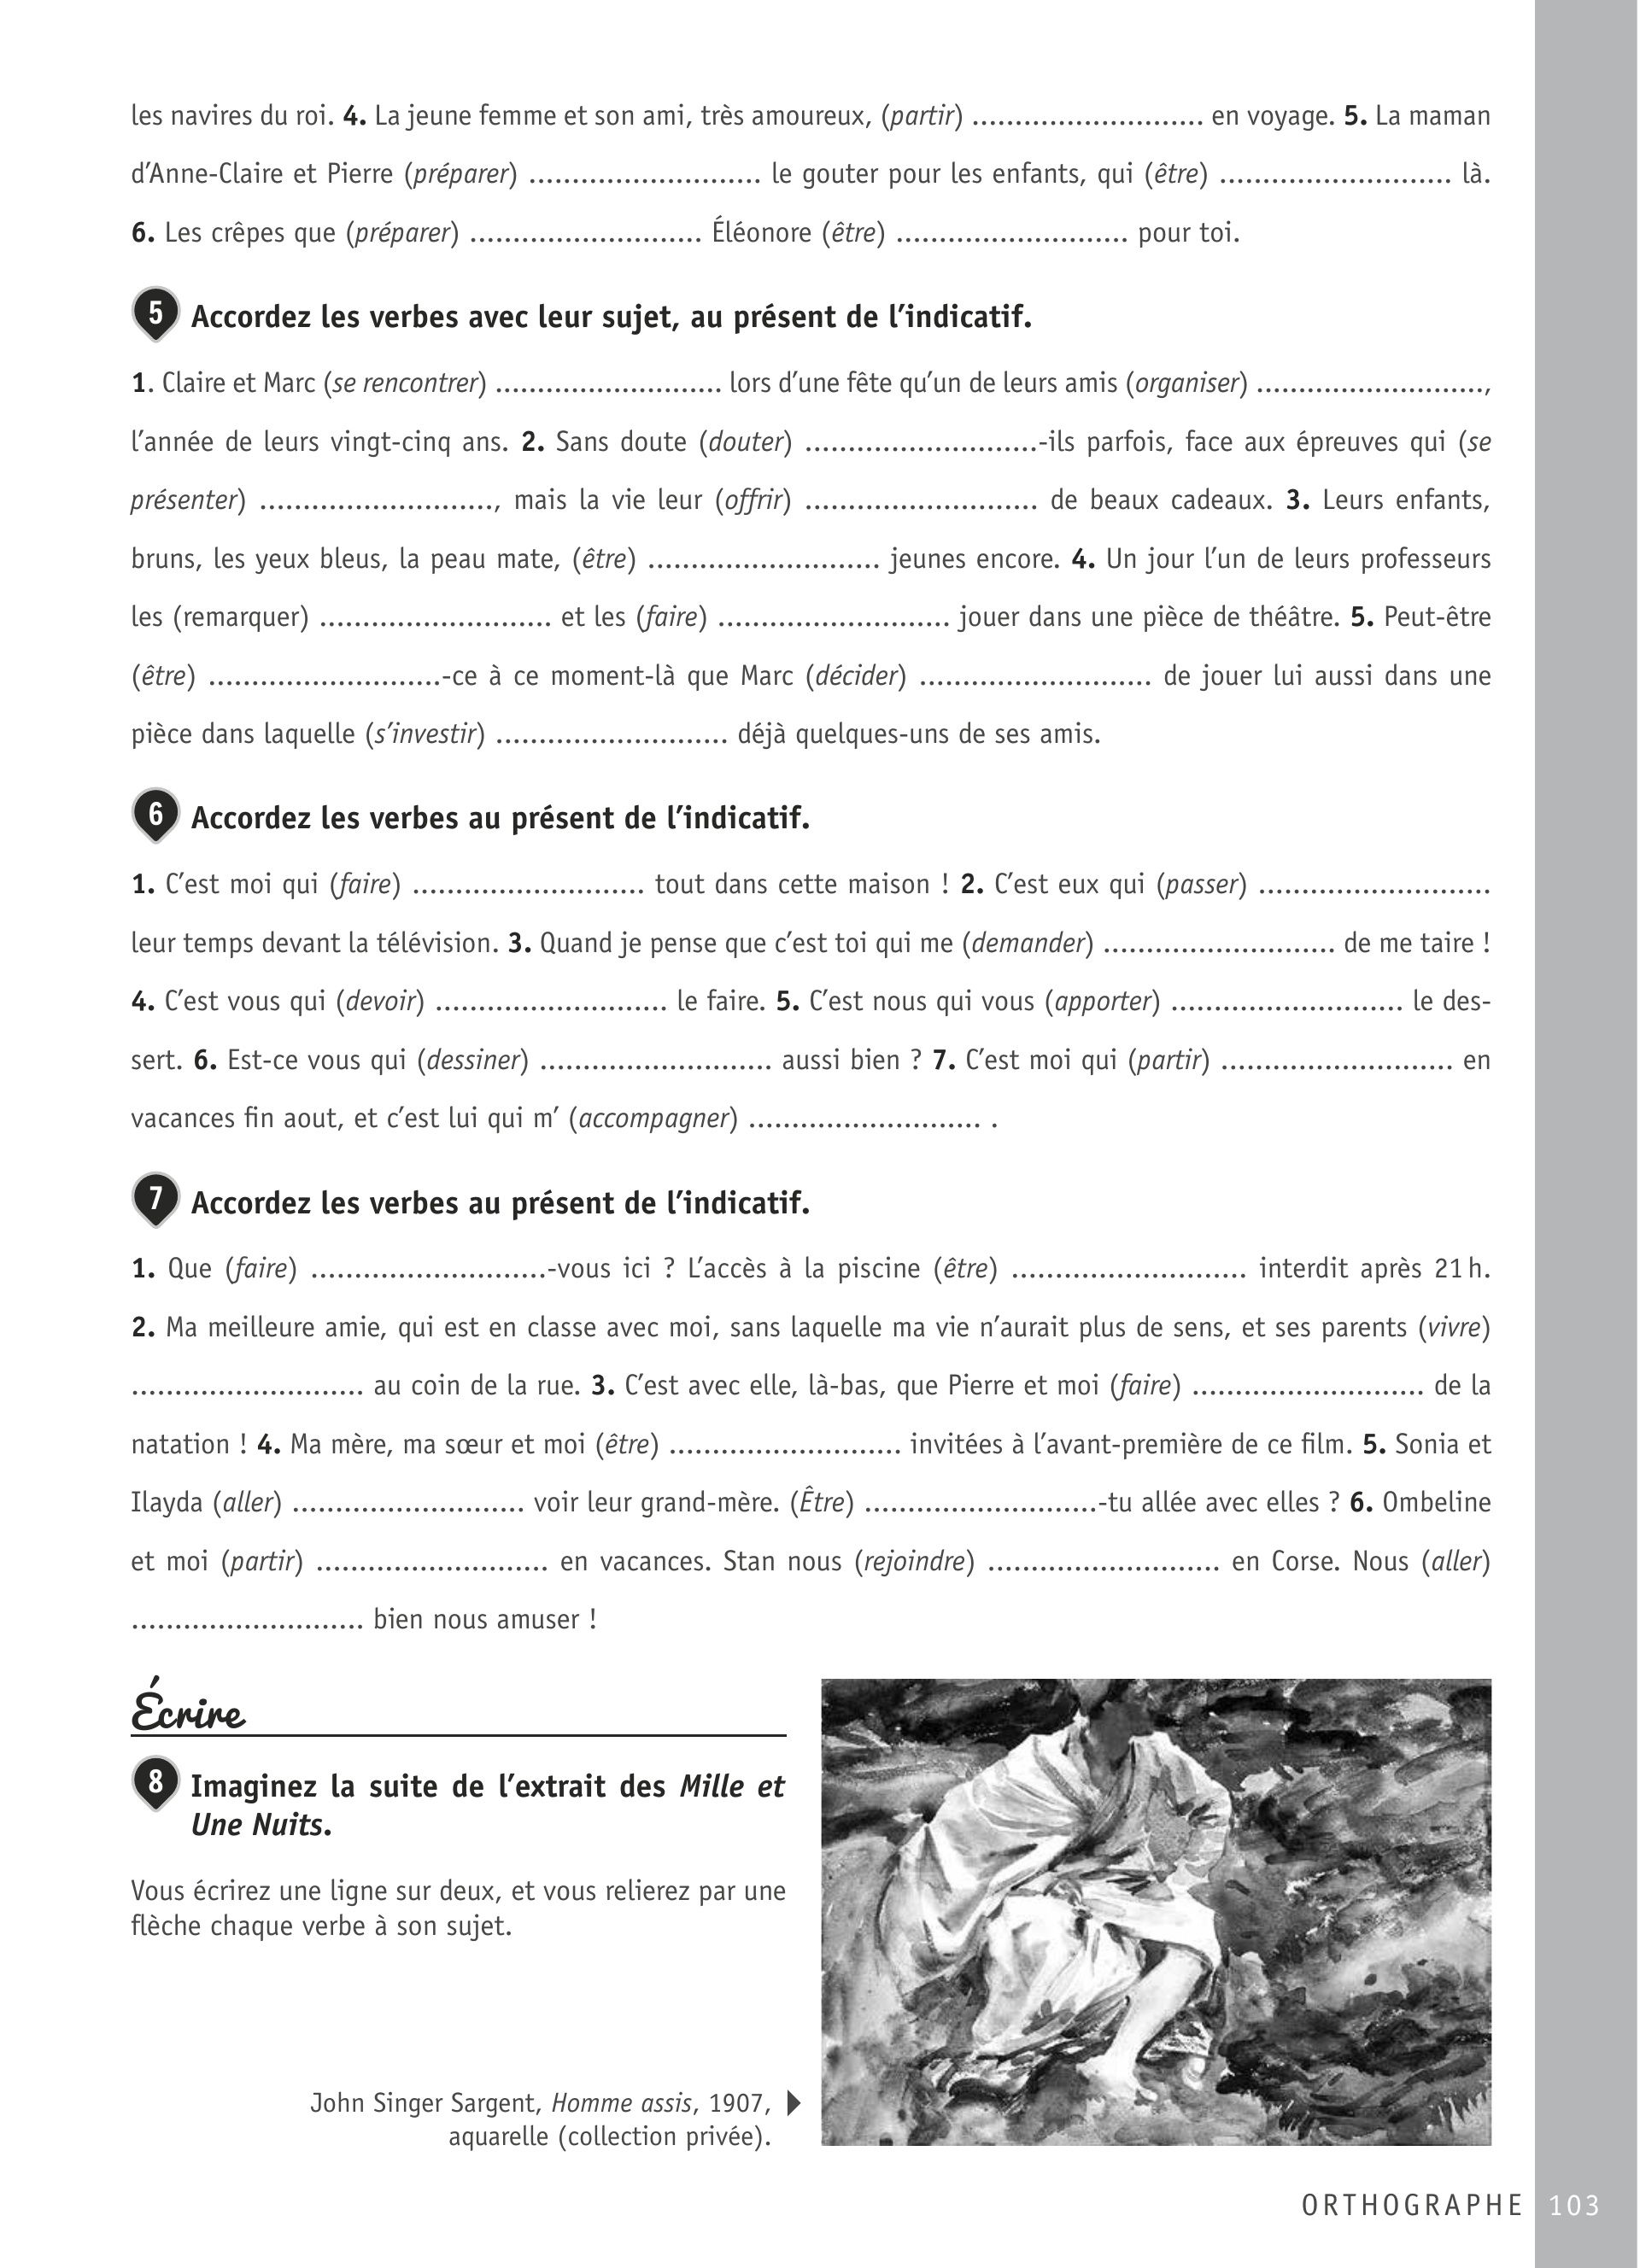 les navires du roi. 4. La jeune femme et son ami, très amoureux, (partir) ........................... en voyage. 5. La maman
d’Anne-Claire et Pierre (préparer) ........................... le gouter pour les enfants, qui (être) ........................... là.
6. Les crêpes que (préparer) ........................... Éléonore (être) ........................... pour toi.
5 Accordez les verbes avec leur sujet, au présent de l’indicatif.
1. Claire et Marc (se rencontrer) ........................... lors d’une fête qu’un de leurs amis (organiser) ...........................,
l’année de leurs vingt-cinq ans. 2. Sans doute (douter) ...........................-ils parfois, face aux épreuves qui (se
présenter) ..........................., mais la vie leur (offrir) ........................... de beaux cadeaux. 3. Leurs enfants,
bruns, les yeux bleus, la peau mate, (être) ........................... jeunes encore. 4. Un jour l’un de leurs professeurs
les (remarquer) ........................... et les (faire) ........................... jouer dans une pièce de théâtre. 5. Peut-être
(être) ...........................-ce à ce moment-là que Marc (décider) ........................... de jouer lui aussi dans une
pièce dans laquelle (s’investir) ........................... déjà quelques-uns de ses amis.
6 Accordez les verbes au présent de l’indicatif.
1. C’est moi qui (faire) ........................... tout dans cette maison ! 2. C’est eux qui (passer) ...........................
leur temps devant la télévision. 3. Quand je pense que c’est toi qui me (demander) ........................... de me taire !
4. C’est vous qui (devoir) ........................... le faire. 5. C’est nous qui vous (apporter) ........................... le des-
sert. 6. Est-ce vous qui (dessiner) ........................... aussi bien ? 7. C’est moi qui (partir) ........................... en
vacances fin aout, et c’est lui qui m’ (accompagner) ........................... .
7 Accordez les verbes au présent de l’indicatif.
1. Que (faire) ...........................-vous ici ? L’accès à la piscine (être) ........................... interdit après 21 h.
2. Ma meilleure amie, qui est en classe avec moi, sans laquelle ma vie n’aurait plus de sens, et ses parents (vivre)
........................... au coin de la rue. 3. C’est avec elle, là-bas, que Pierre et moi (faire) ........................... de la
natation ! 4. Ma mère, ma sœur et moi (être) ........................... invitées à l’avant-première de ce film. 5. Sonia et
Ilayda (aller) ........................... voir leur grand-mère. (Être) ...........................-tu allée avec elles ? 6. Ombeline
et moi (partir) ........................... en vacances. Stan nous (rejoindre) ........................... en Corse. Nous (aller)
........................... bien nous amuser !
Écrire
8 Imaginez la suite de l’extrait des Mille et
Une Nuits.
Vous écrirez une ligne sur deux, et vous relierez par une
flèche chaque verbe à son sujet.
John Singer Sargent, Homme assis, 1907,
aquarelle (collection privée).
ORTHOGRAPHE 103